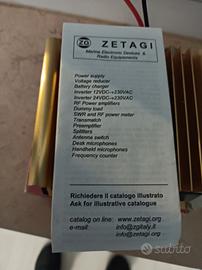 ZG ZETAGI
Marine Electronic Devices &
Radio Equipements
Power supply
Voltage reducer
Battery charger
Inverter 12VDC→230VAC
Inverter 24VDC→230VAC
RF Power amplifiers
Dummy load
SWR and RF power meter
Transmatch
Preamplifier
Splitters
Antenna switch
Desk microphones
Handheld microphones
Frequency counter
Richiedere il catalogo illustrato
Ask for illustrative catalogue
catalog on line: www.zetagi.org
e-mail: info@zgitaly.it
info@zetagi.org
subito